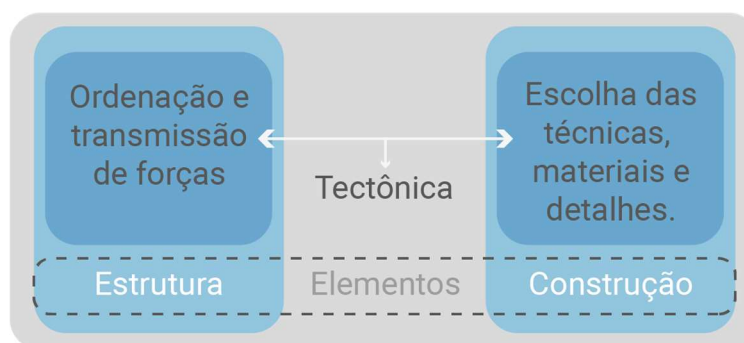 Ordenação e
transmissão
de forças
Tectônica
Escolha das
técnicas,
materiais e
detalhes.
Estrutura
Elementos
Construção